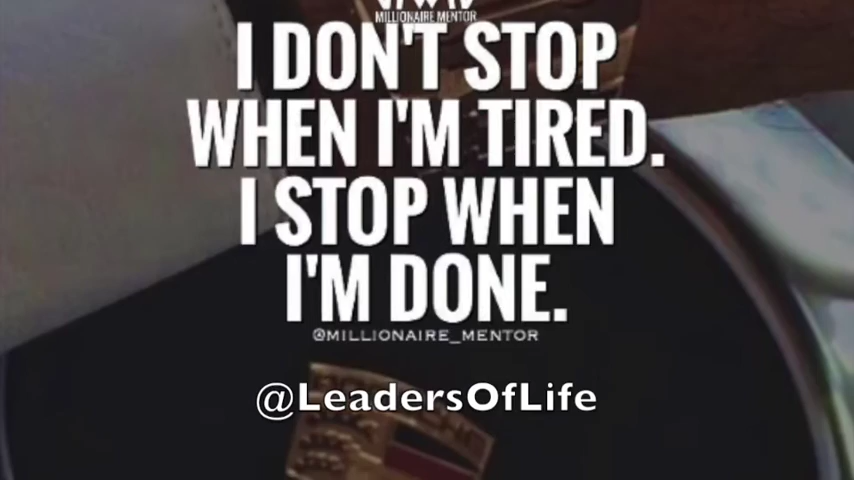 MILLIONAIRE MENTOR
I DON'T STOP
WHEN I'M TIRED.
I STOP WHEN
I'M DONE.
@MILLIONAIRE_MENTOR
@LeadersOfLife